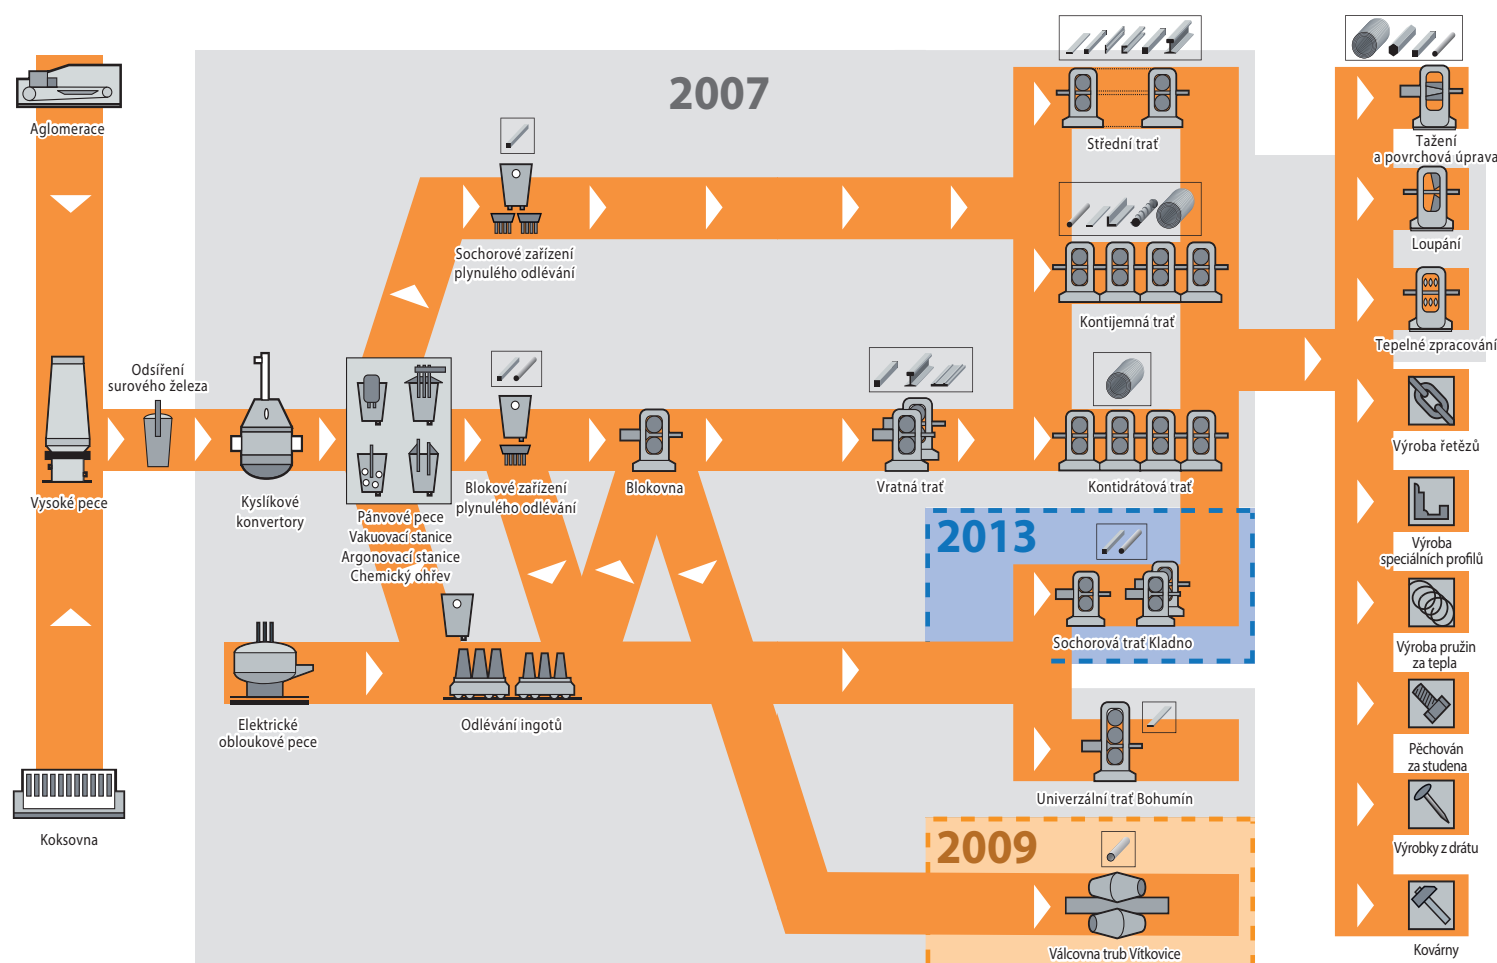 2007
Aglomerace
Střední trať
Tažení
a povrchová úprava
Sochorové zařízení
plynulého odlévání
Loupání
Kontijemná trať
Tepelné zpracování
Odsíření
surového železa
Vysoké pece
Kyslíkové
konvertory
Pánvové pece
Vakuovací stanice
Argonovací stanice
Chemický ohřev
Blokové zařízení
plynulého odlévání
Blokovna
Vratná trať
Kontidrátová trať
Výroba řetězů
2013
Výroba
speciálních profilů
Sochorová trať Kladno
Výroba pružin
za tepla
Elektrické
obloukové pece
Odlévání ingotů
Pěchován
za studena
Univerzální trať Bohumín
Koksovna
2009
Výrobky z drátu
Válcovna trub Vítkovice
Kovárny